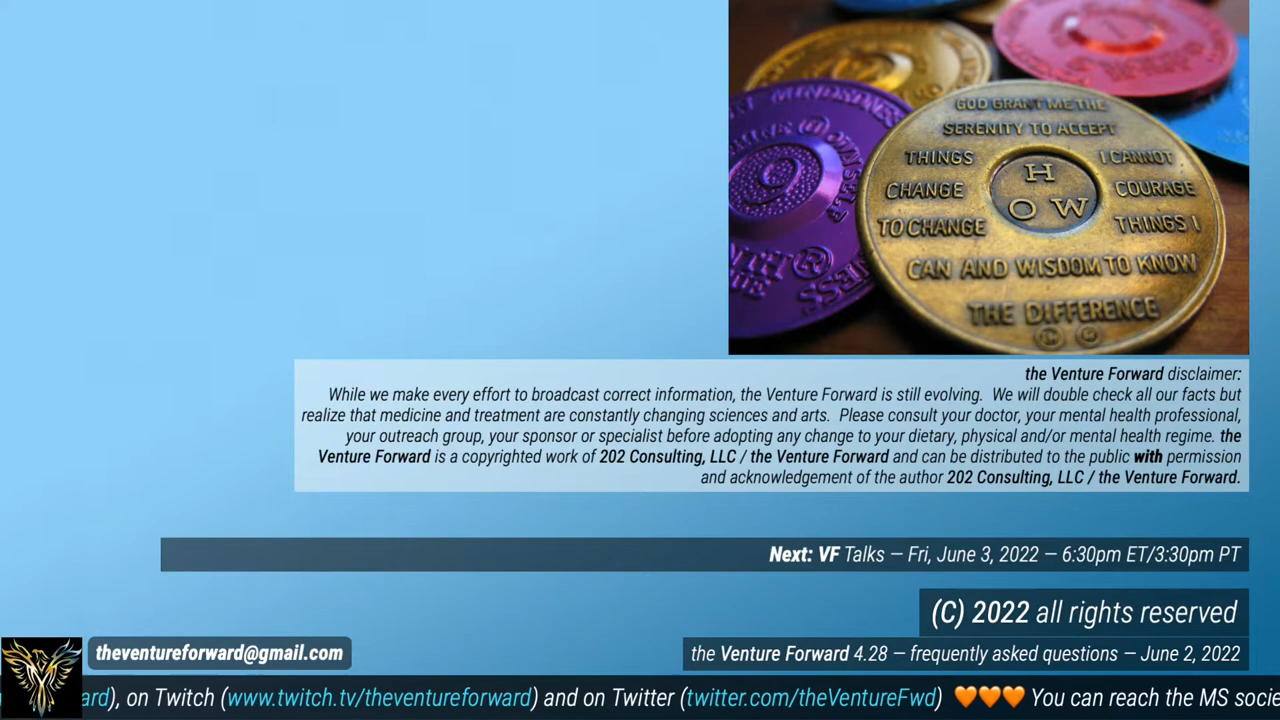 GOD GRANT ME THE
SERENITY TO ACCEPT
THINGS I CANNOT
CHANGE COURAGE
TO CHANGE THINGS I
CAN AND WISDOM TO KNOW
THE DIFFERENCE
H
O W
the Venture Forward disclaimer:
While we make every effort to broadcast correct information, the Venture Forward is still evolving. We will double check all our facts but
realize that medicine and treatment are constantly changing sciences and arts. Please consult your doctor, your mental health professional,
your outreach group, your sponsor or specialist before adopting any change to your dietary, physical and/or mental health regime. the
Venture Forward is a copyrighted work of 202 Consulting, LLC / the Venture Forward and can be distributed to the public with permission
and acknowledgement of the author 202 Consulting, LLC / the Venture Forward.
Next: VF Talks — Fri, June 3, 2022 — 6:30pm ET/3:30pm PT
(C) 2022 all rights reserved
theventureforward@gmail.com
the Venture Forward 4.28 — frequently asked questions — June 2, 2022
ard), on Twitch (www.twitch.tv/theventureforward) and on Twitter (twitter.com/theVentureFwd) 🧡🧡🧡 You can reach the MS socie